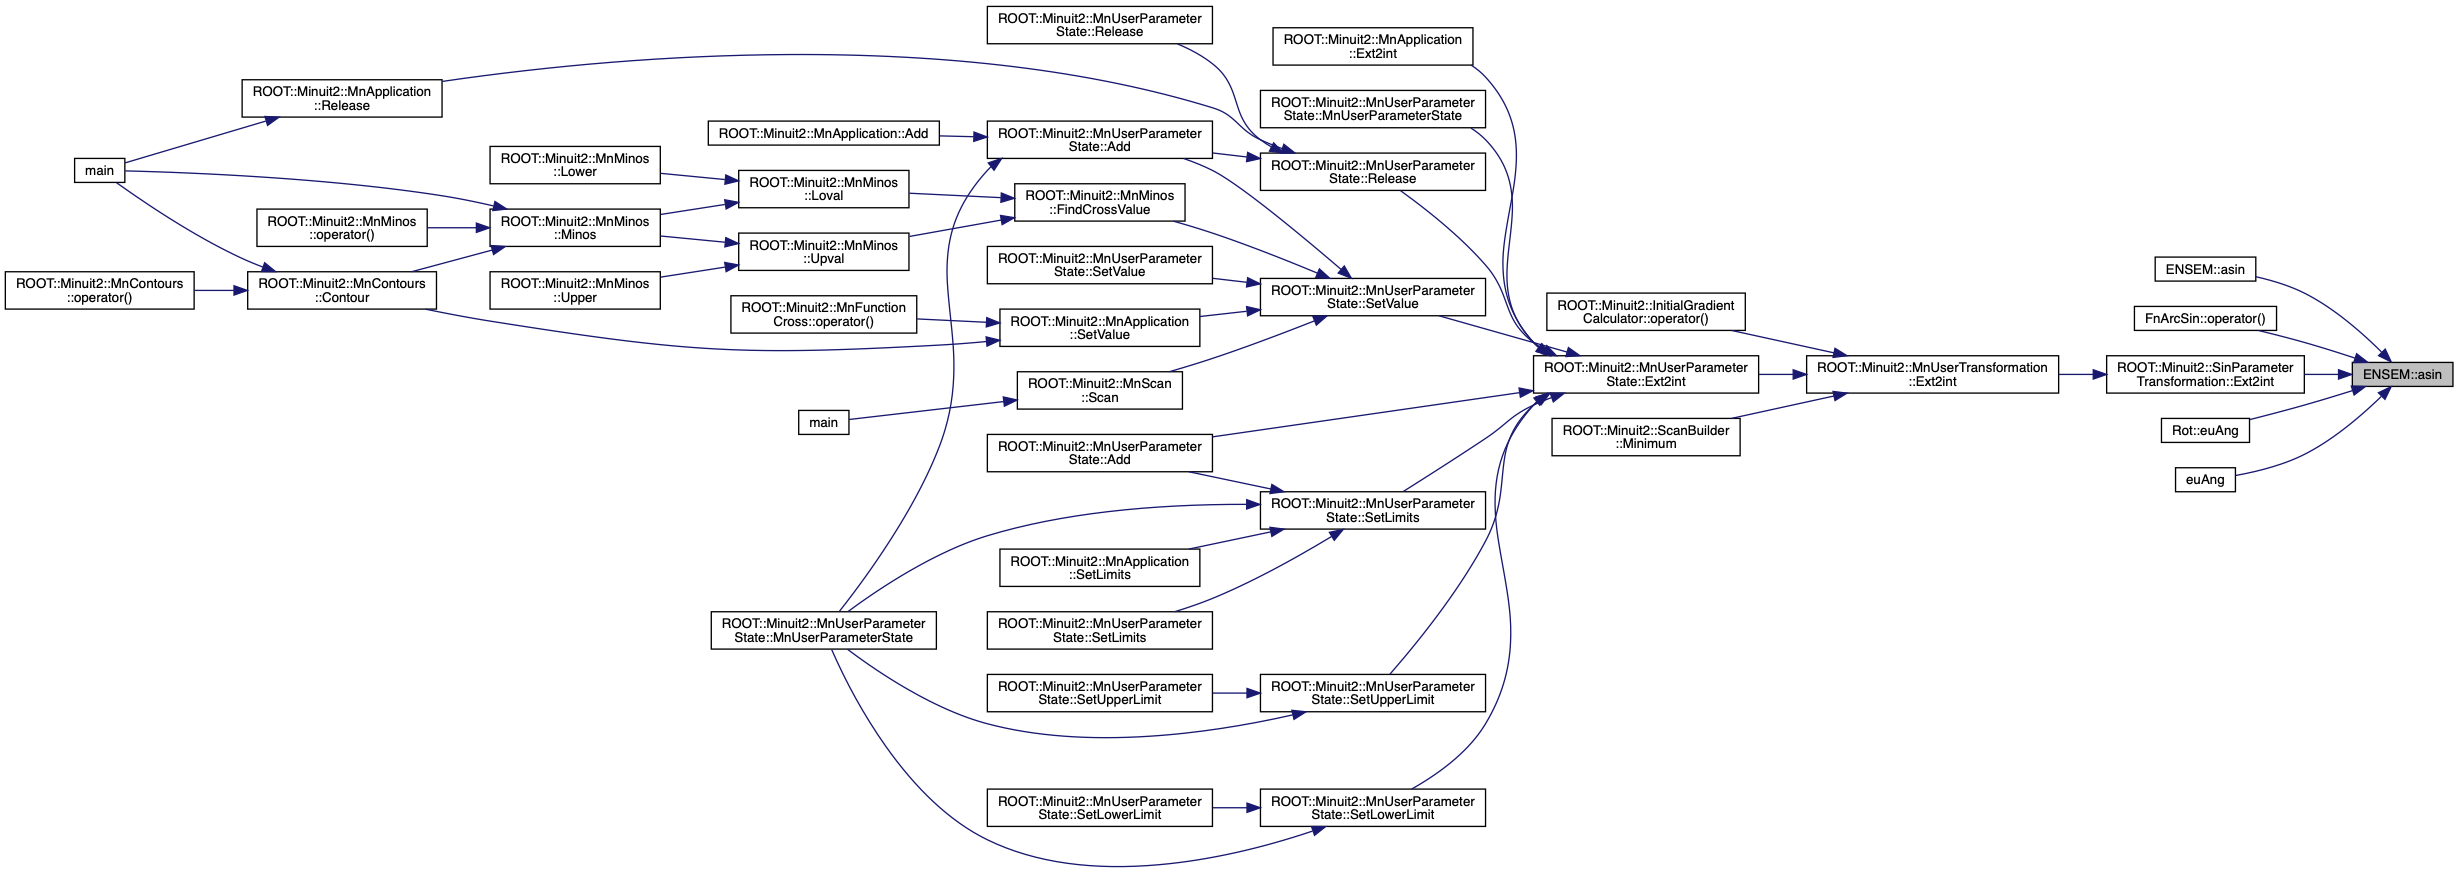 ROOT::Minuit2::MnUserParameter
State::Release
ROOT::Minuit2::MnApplication
::Ext2int
ROOT::Minuit2::MnApplication
::Release
ROOT::Minuit2::MnUserParameter
State::MnUserParameterState
ROOT::Minuit2::MnApplication::Add
ROOT::Minuit2::MnUserParameter
State::Add
main
ROOT::Minuit2::MnMinos
::Lower
ROOT::Minuit2::MnUserParameter
State::Release
ROOT::Minuit2::MnMinos
::Loval
ROOT::Minuit2::MnMinos
::FindCrossValue
ROOT::Minuit2::MnMinos
::operator()
ROOT::Minuit2::MnMinos
::Minos
ROOT::Minuit2::MnMinos
::Upval
ROOT::Minuit2::MnUserParameter
State::SetValue
ENSEM::asin
ROOT::Minuit2::MnContours
::operator()
ROOT::Minuit2::MnContours
::Contour
ROOT::Minuit2::MnMinos
::Upper
ROOT::Minuit2::MnUserParameter
State::SetValue
ROOT::Minuit2::MnFunction
Cross::operator()
ROOT::Minuit2::MnApplication
::SetValue
ROOT::Minuit2::InitialGradient
Calculator::operator()
FnArcSin::operator()
ROOT::Minuit2::MnUserParameter
State::Ext2int
ROOT::Minuit2::MnUserTransformation
::Ext2int
ROOT::Minuit2::SinParameter
Transformation::Ext2int
ENSEM::asin
ROOT::Minuit2::MnScan
::Scan
main
ROOT::Minuit2::ScanBuilder
::Minimum
Rot::euAng
ROOT::Minuit2::MnUserParameter
State::Add
euAng
ROOT::Minuit2::MnUserParameter
State::SetLimits
ROOT::Minuit2::MnApplication
::SetLimits
ROOT::Minuit2::MnUserParameter
State::MnUserParameterState
ROOT::Minuit2::MnUserParameter
State::SetLimits
ROOT::Minuit2::MnUserParameter
State::SetUpperLimit
ROOT::Minuit2::MnUserParameter
State::SetUpperLimit
ROOT::Minuit2::MnUserParameter
State::SetLowerLimit
ROOT::Minuit2::MnUserParameter
State::SetLowerLimit